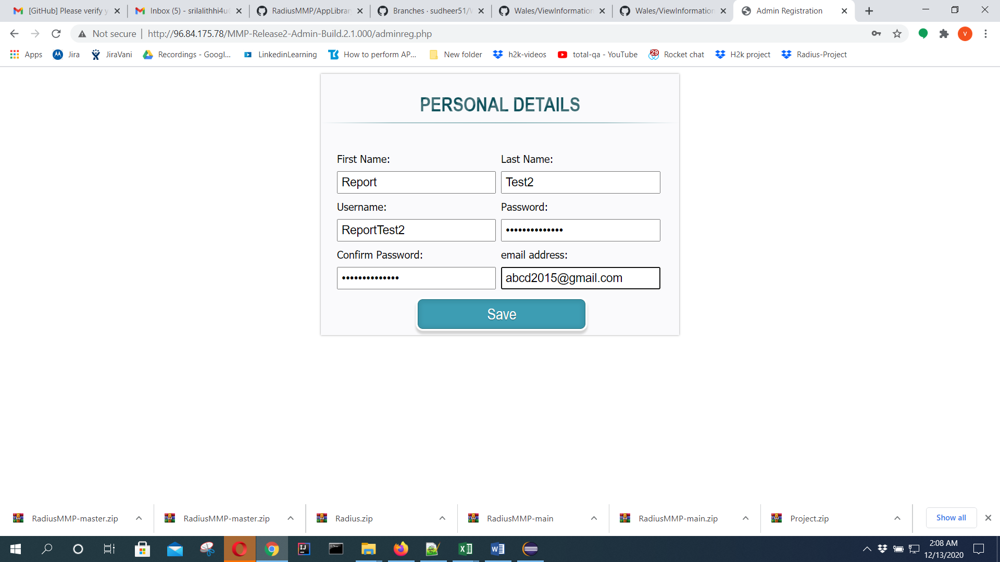 [GitHub] Please verify y
Inbox (5) - srilalithhi4u
RadiusMMP/AppLibrar
Branches · sudheer51/
Wales/ViewInformation
Wales/ViewInformation
Admin Registration
Not secure
http://96.84.175.78/MMP-Release2-Admin-Build.2.1.000/adminreg.php
V
Apps
Jira
JiraVani
Recordings - Googl...
LinkedinLearning
How to perform AP...
New folder
h2k-videos
total-qa - YouTube
29
Rocket chat
H2k project
Radius-Project
PERSONAL DETAILS
First Name:
Last Name:
Report
Test2
Username:
Password:
ReportTest2
••••••••••••••
Confirm Password:
email address:
••••••••••••••
abcd2015@gmail.com
Save
RadiusMMP-master.zip
RadiusMMP-master.zip
Radius.zip
RadiusMMP-main
RadiusMMP-main.zip
Project.zip
Show all
2:08 AM
12/13/2020